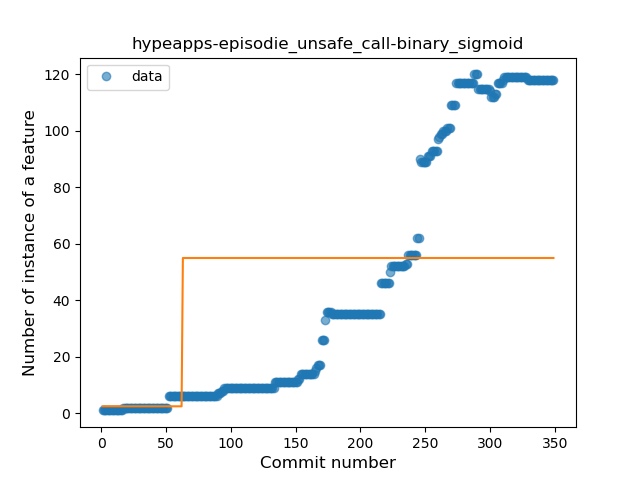 hypeapps-episodie_unsafe_call-binary_sigmoid
data
Number of instance of a feature
120
100
80
60
40
20
0
0 50 100 150 200 250 300 350
Commit number